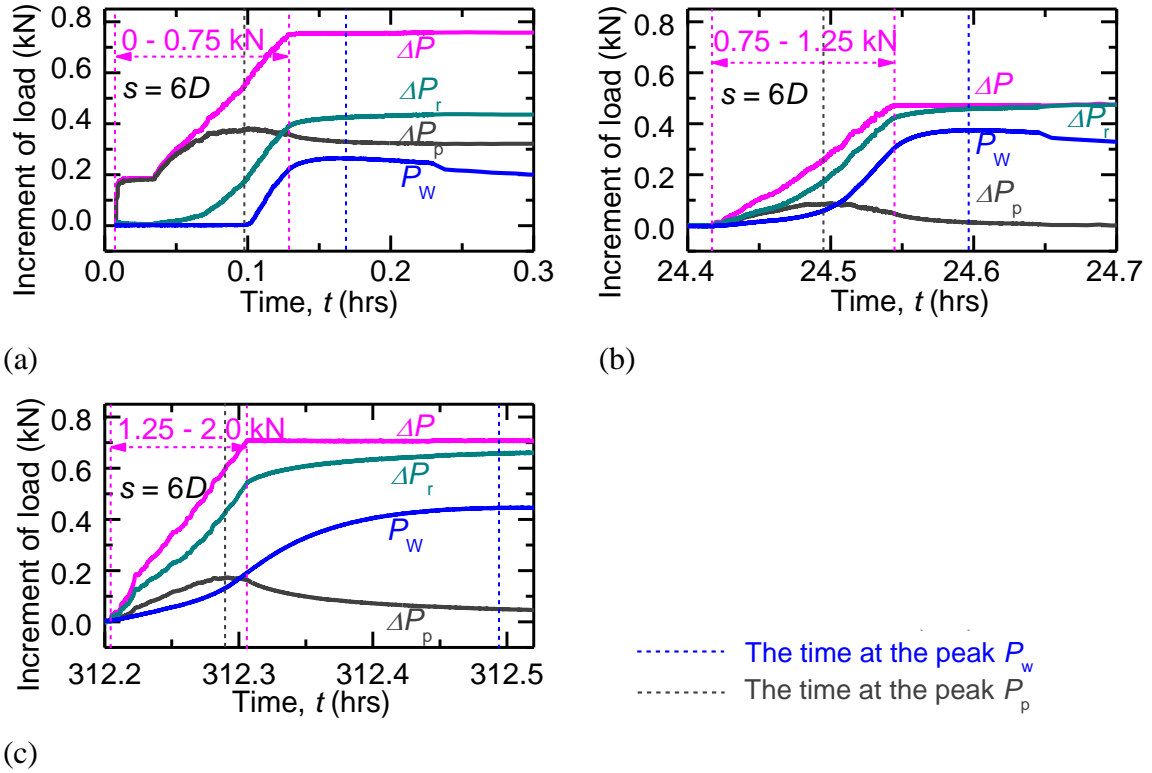 Increment of load (kN)
0.8
0.6
0.4
0.2
0.0
0 - 0.75 kN
s = 6D
ΔP
ΔPr
ΔPp
Pw
0.0 0.1 0.2 0.3
Time, t (hrs)
(a)
Increment of load (kN)
0.8
0.6
0.4
0.2
0.0
0.75 - 1.25 kN
s = 6D
ΔP
ΔPr
Pw
ΔPp
24.4 24.5 24.6 24.7
Time, t (hrs)
(b)
Increment of load (kN)
0.8
0.6
0.4
0.2
0.0
1.25 - 2.0 kN
s = 6D
ΔP
ΔPr
Pw
ΔPp
312.2 312.3 312.4 312.5
Time, t (hrs)
(c)
The time at the peak Pw
The time at the peak Pp